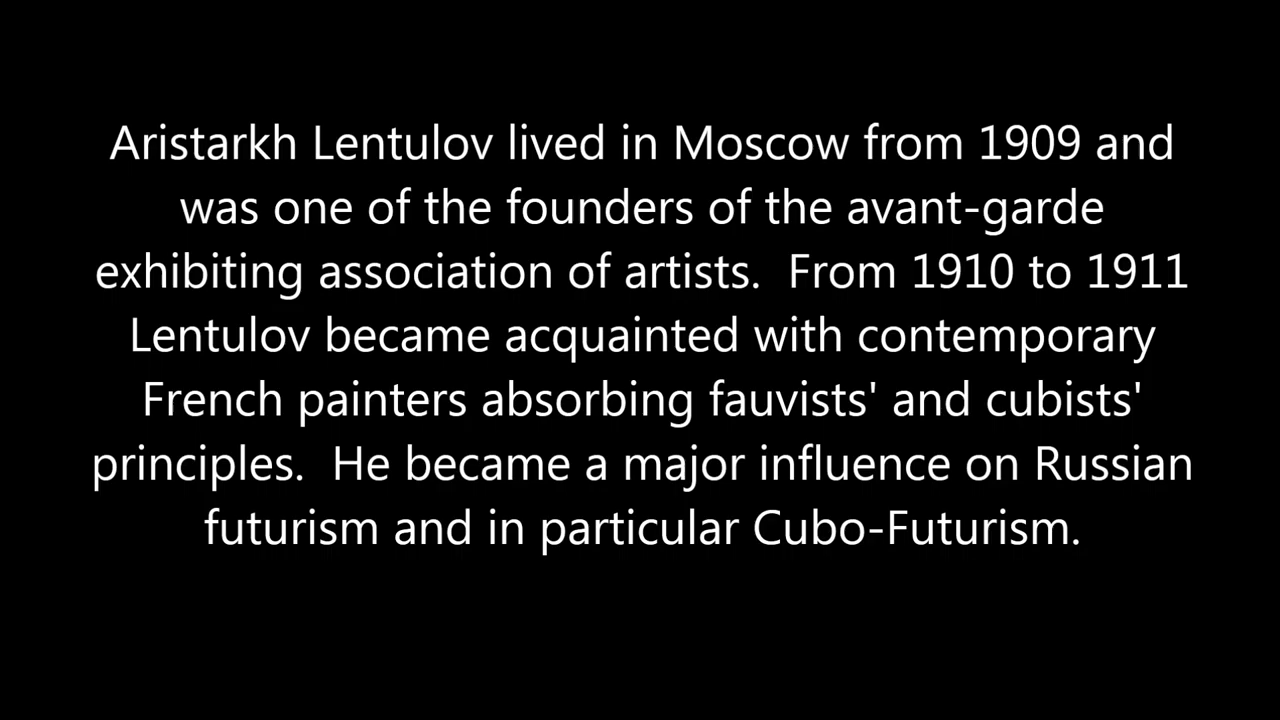 Aristarkh Lentulov lived in Moscow from 1909 and
was one of the founders of the avant-garde
exhibiting association of artists.  From 1910 to 1911
Lentulov became acquainted with contemporary
French painters absorbing fauvists' and cubists'
principles.  He became a major influence on Russian
futurism and in particular Cubo-Futurism.